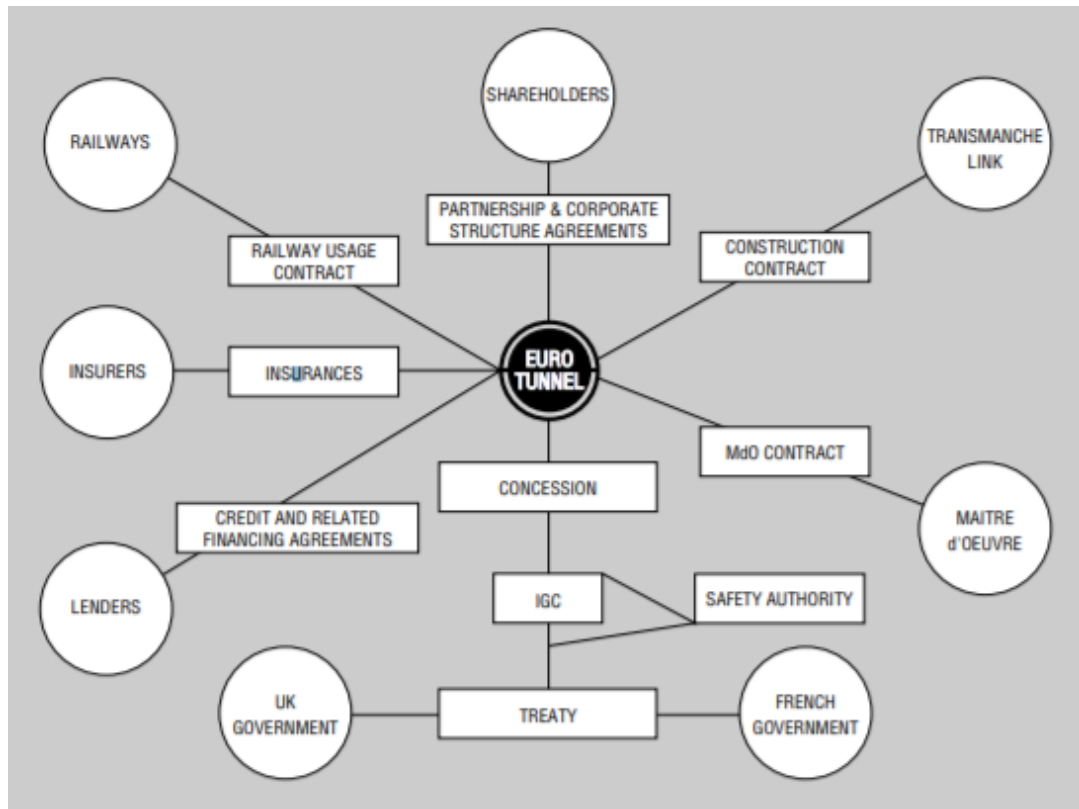 SHAREHOLDERS
RAILWAYS
TRANSMANCHE
LINK
PARTNERSHIP & CORPORATE
STRUCTURE AGREEMENTS
RAILWAY USAGE
CONTRACT
CONSTRUCTION
CONTRACT
INSURERS
INSURANCES
EURO
TUNNEL
MdO CONTRACT
CONCESSION
CREDIT AND RELATED
FINANCING AGREEMENTS
MAITRE
d'OEUVRE
LENDERS
IGC
SAFETY AUTHORITY
UK
GOVERNMENT
TREATY
FRENCH
GOVERNMENT